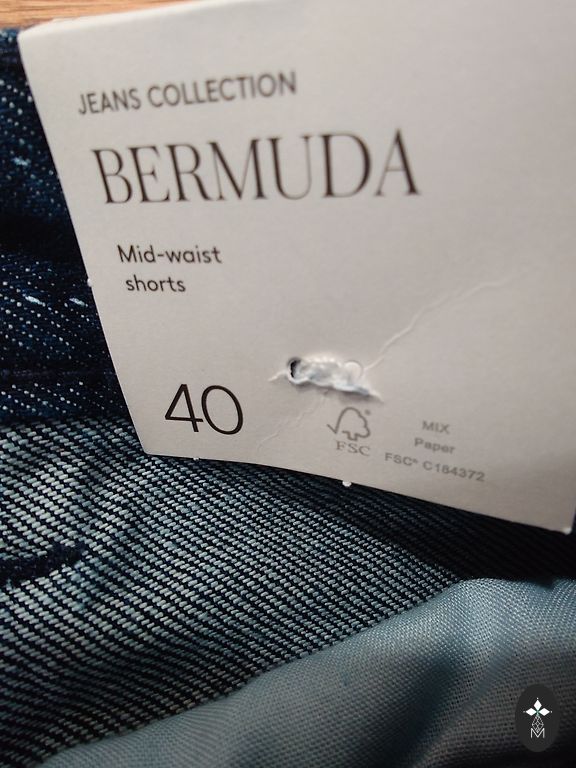 JEANS COLLECTION
BERMUDA
Mid-waist
shorts
40
FSC
MIX
Paper
FSC® C184372
M